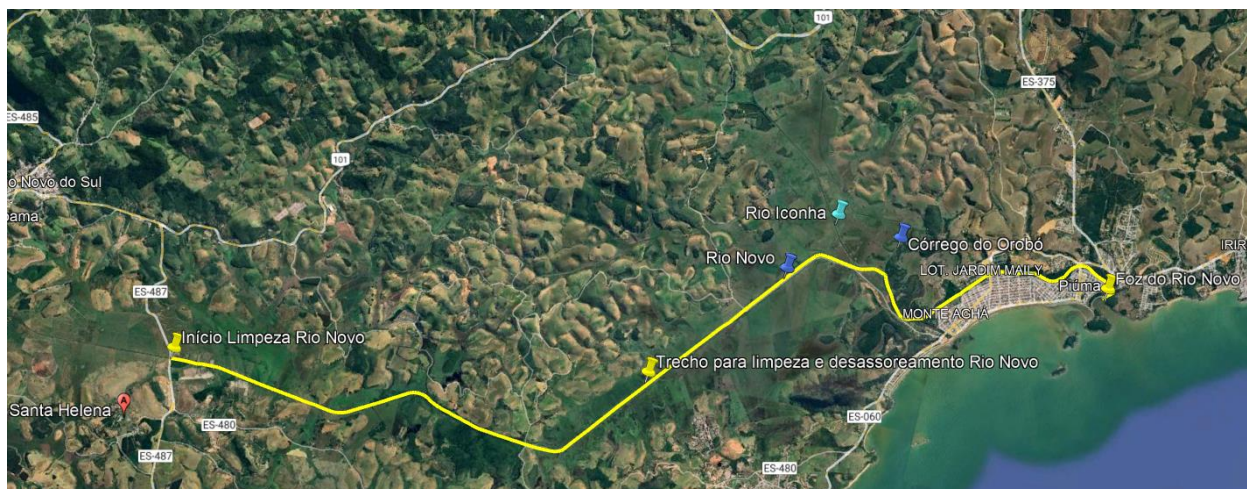 101
ES-375
ES-485
101
o Novo do Sul
pama
Rio Iconha
Córrego do Orobó
IRIR
Rio Novo
LOT. JARDIM MAILY
Foz do Rio Novo
Piúma
ES-487
MONTE AGHÁ
Início Limpeza Rio Novo
Trecho para limpeza e desassoreamento Rio Novo
A
Santa Helena
ES-480
ES-060
ES-487
ES-480